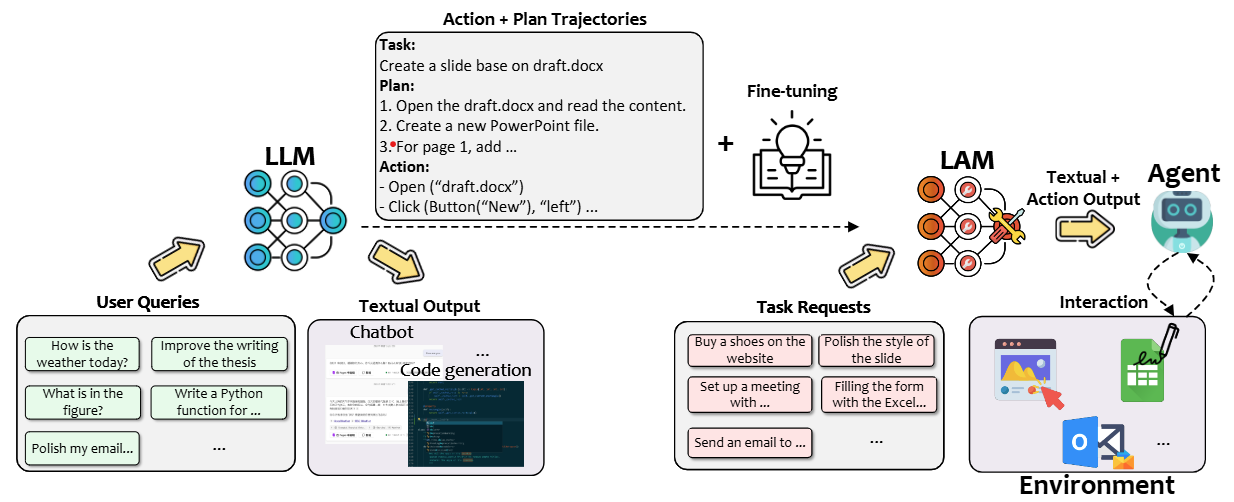 Action + Plan Trajectories
Task:
Create a slide base on draft.docx
Plan:
1. Open the draft.docx and read the content.
2. Create a new PowerPoint file.
3. For page 1, add ...
Action:
- Open (“draft.docx”)
- Click (Button(“New”), “left”) ...
+
Fine-tuning
LLM
LAM
Textual +
Action Output
Agent
User Queries
How is the
weather today?
Improve the writing
of the thesis
What is in the
figure?
Write a Python
function for ...
Polish my email...
...
Textual Output
Chatbot
...
Code generation
Task Requests
Buy a shoes on the
website
Polish the style of
the slide
Set up a meeting
with ...
Filling the form
with the Excel...
Send an email to ...
...
Interaction
O
...
Environment